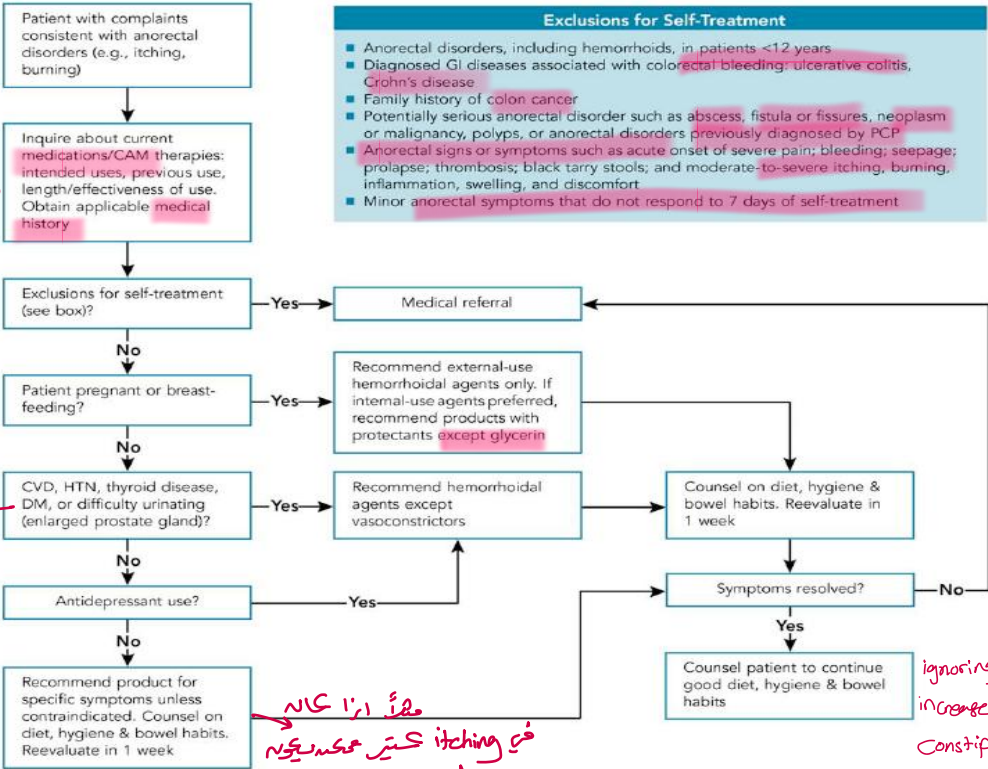 Patient with complaints
consistent with anorectal
disorders (e.g., itching,
burning)
Exclusions for Self-Treatment
■ Anorectal disorders, including hemorrhoids, in patients <12 years
■ Diagnosed GI diseases associated with colorectal bleeding: ulcerative colitis,
Crohn's disease
■ Family history of colon cancer
■ Potentially serious anorectal disorder such as abscess, fistula or fissures, neoplasm
or malignancy, polyps, or anorectal disorders previously diagnosed by PCP
■ Anorectal signs or symptoms such as acute onset of severe pain; bleeding; seepage;
prolapse; thrombosis; black tarry stools; and moderate-to-severe itching, burning,
inflammation, swelling, and discomfort
■ Minor anorectal symptoms that do not respond to 7 days of self-treatment
Inquire about current
medications/CAM therapies:
intended uses, previous use,
length/effectiveness of use.
Obtain applicable medical
history
Exclusions for self-treatment
(see box)?
Yes
Medical referral
No
Patient pregnant or breast-
feeding?
Yes
Recommend external-use
hemorrhoidal agents only. If
internal-use agents preferred,
recommend products with
protectants except glycerin
No
CVD, HTN, thyroid disease,
DM, or difficulty urinating
(enlarged prostate gland)?
Yes
Recommend hemorrhoidal
agents except
vasoconstrictors
Counsel on diet, hygiene &
bowel habits. Reevaluate in
1 week
No
Antidepressant use?
Yes
Symptoms resolved?
No
Yes
No
Recommend product for
specific symptoms unless
contraindicated. Counsel on
diet, hygiene & bowel habits.
Reevaluate in 1 week
Counsel patient to continue
good diet, hygiene & bowel
habits
مثلاً اذا
في itching كتير
ignoring
increase
Constip